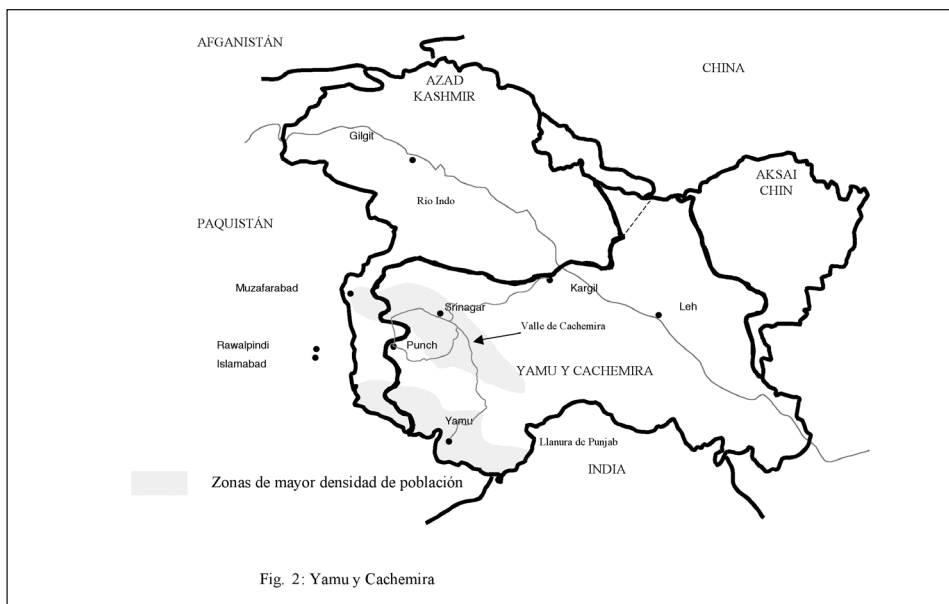 AFGANISTÁN
CHINA
AZAD
KASHMIR
Gilgit
AKSAI
CHIN
Río Indo
PAQUISTÁN
Muzafarabad
Kargil
Srinagar
Leh
Valle de Cachemira
Rawalpindi
Punch
Islamabad
YAMU Y CACHEMIRA
Yamu
Llanura de Punjab
INDIA
Zonas de mayor densidad de población
Fig. 2: Yamu y Cachemira